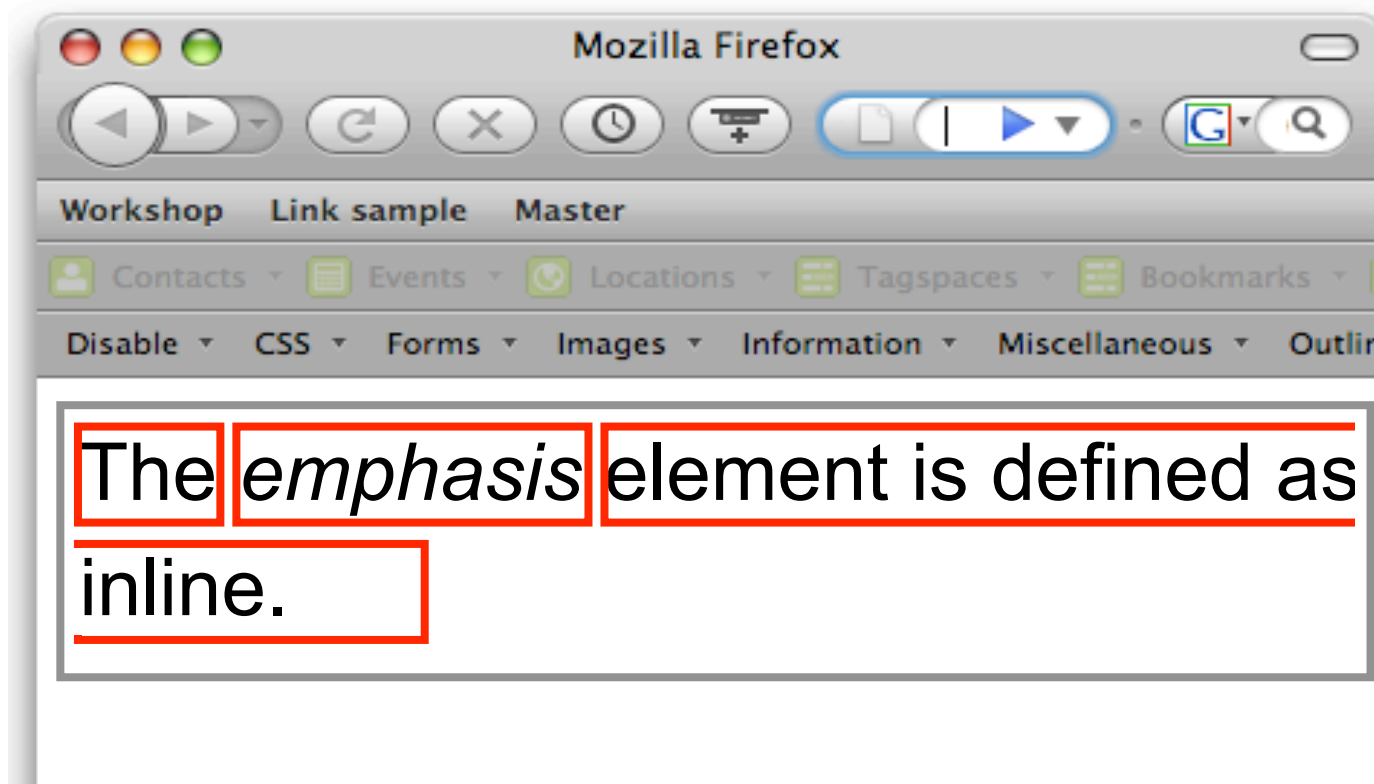 Mozilla Firefox
G
Workshop Link sample Master
Contacts Events Locations Tagspaces Bookmarks
Disable CSS Forms Images Information Miscellaneous
The emphasis element is defined as
inline.